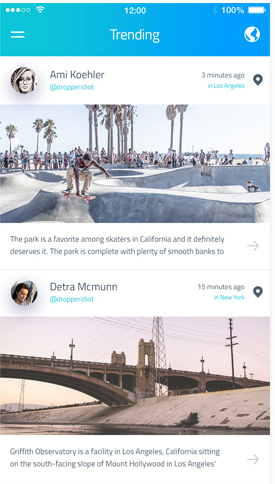 12:00
100%
Trending
Ami Koehler
3 minutes ago
@dropperidiot
in Los Angeles
The park is a favorite among skaters in California and it definitely
deserves it. The park is complete with plenty of smooth banks to
Detra Mcmunn
15 minutes ago
@dropperidiot
in New York
Griffith Observatory is a facility in Los Angeles, California sitting
on the south-facing slope of Mount Hollywood in Los Angeles'